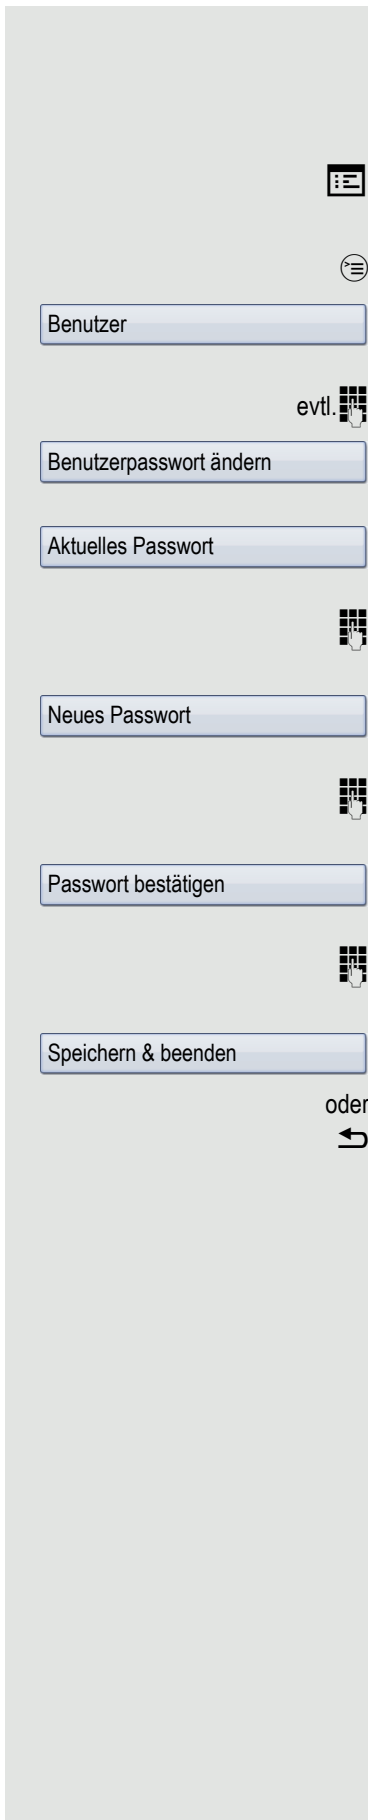 Benutzer
evtl.
Benutzerpasswort ändern
Aktuelles Passwort
Neues Passwort
Passwort bestätigen
Speichern & beenden
oder